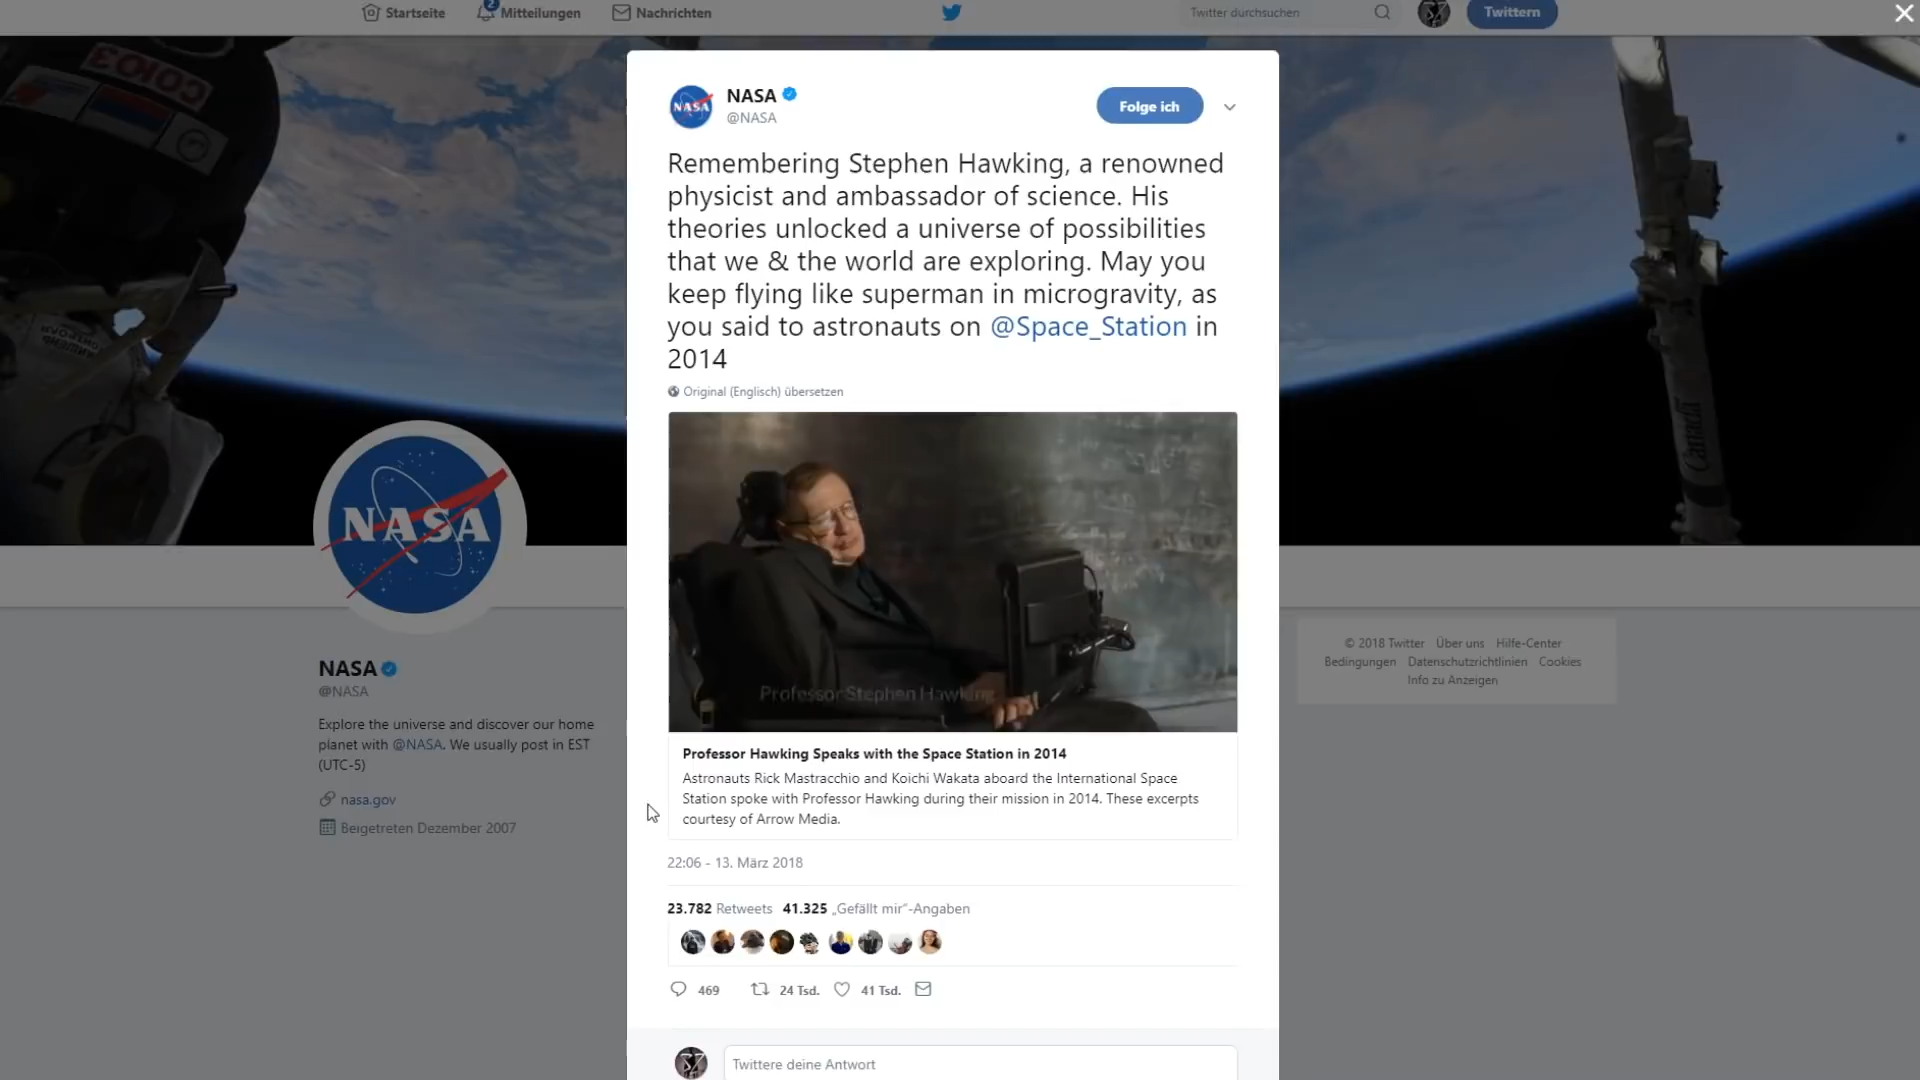 Startseite
2
Mitteilungen
Nachrichten
Twitter durchsuchen
Twittern
СОЮЗ
Canada
NASA
NASA
@NASA
Folge ich
Remembering Stephen Hawking, a renowned
physicist and ambassador of science. His
theories unlocked a universe of possibilities
that we & the world are exploring. May you
keep flying like superman in microgravity, as
you said to astronauts on @Space_Station in
2014
Original (Englisch) übersetzen
Professor Stephen Hawking
Professor Hawking Speaks with the Space Station in 2014
Astronauts Rick Mastracchio and Koichi Wakata aboard the International Space
Station spoke with Professor Hawking during their mission in 2014. These excerpts
courtesy of Arrow Media.
22:06 - 13. März 2018
23.782 Retweets 41.325 „Gefällt mir“-Angaben
469
24 Tsd.
41 Tsd.
Twittere deine Antwort
NASA
NASA
@NASA
Explore the universe and discover our home
planet with @NASA. We usually post in EST
(UTC-5)
nasa.gov
Beigetreten Dezember 2007
© 2018 Twitter Über uns Hilfe-Center
Bedingungen Datenschutzrichtlinien Cookies
Info zu Anzeigen